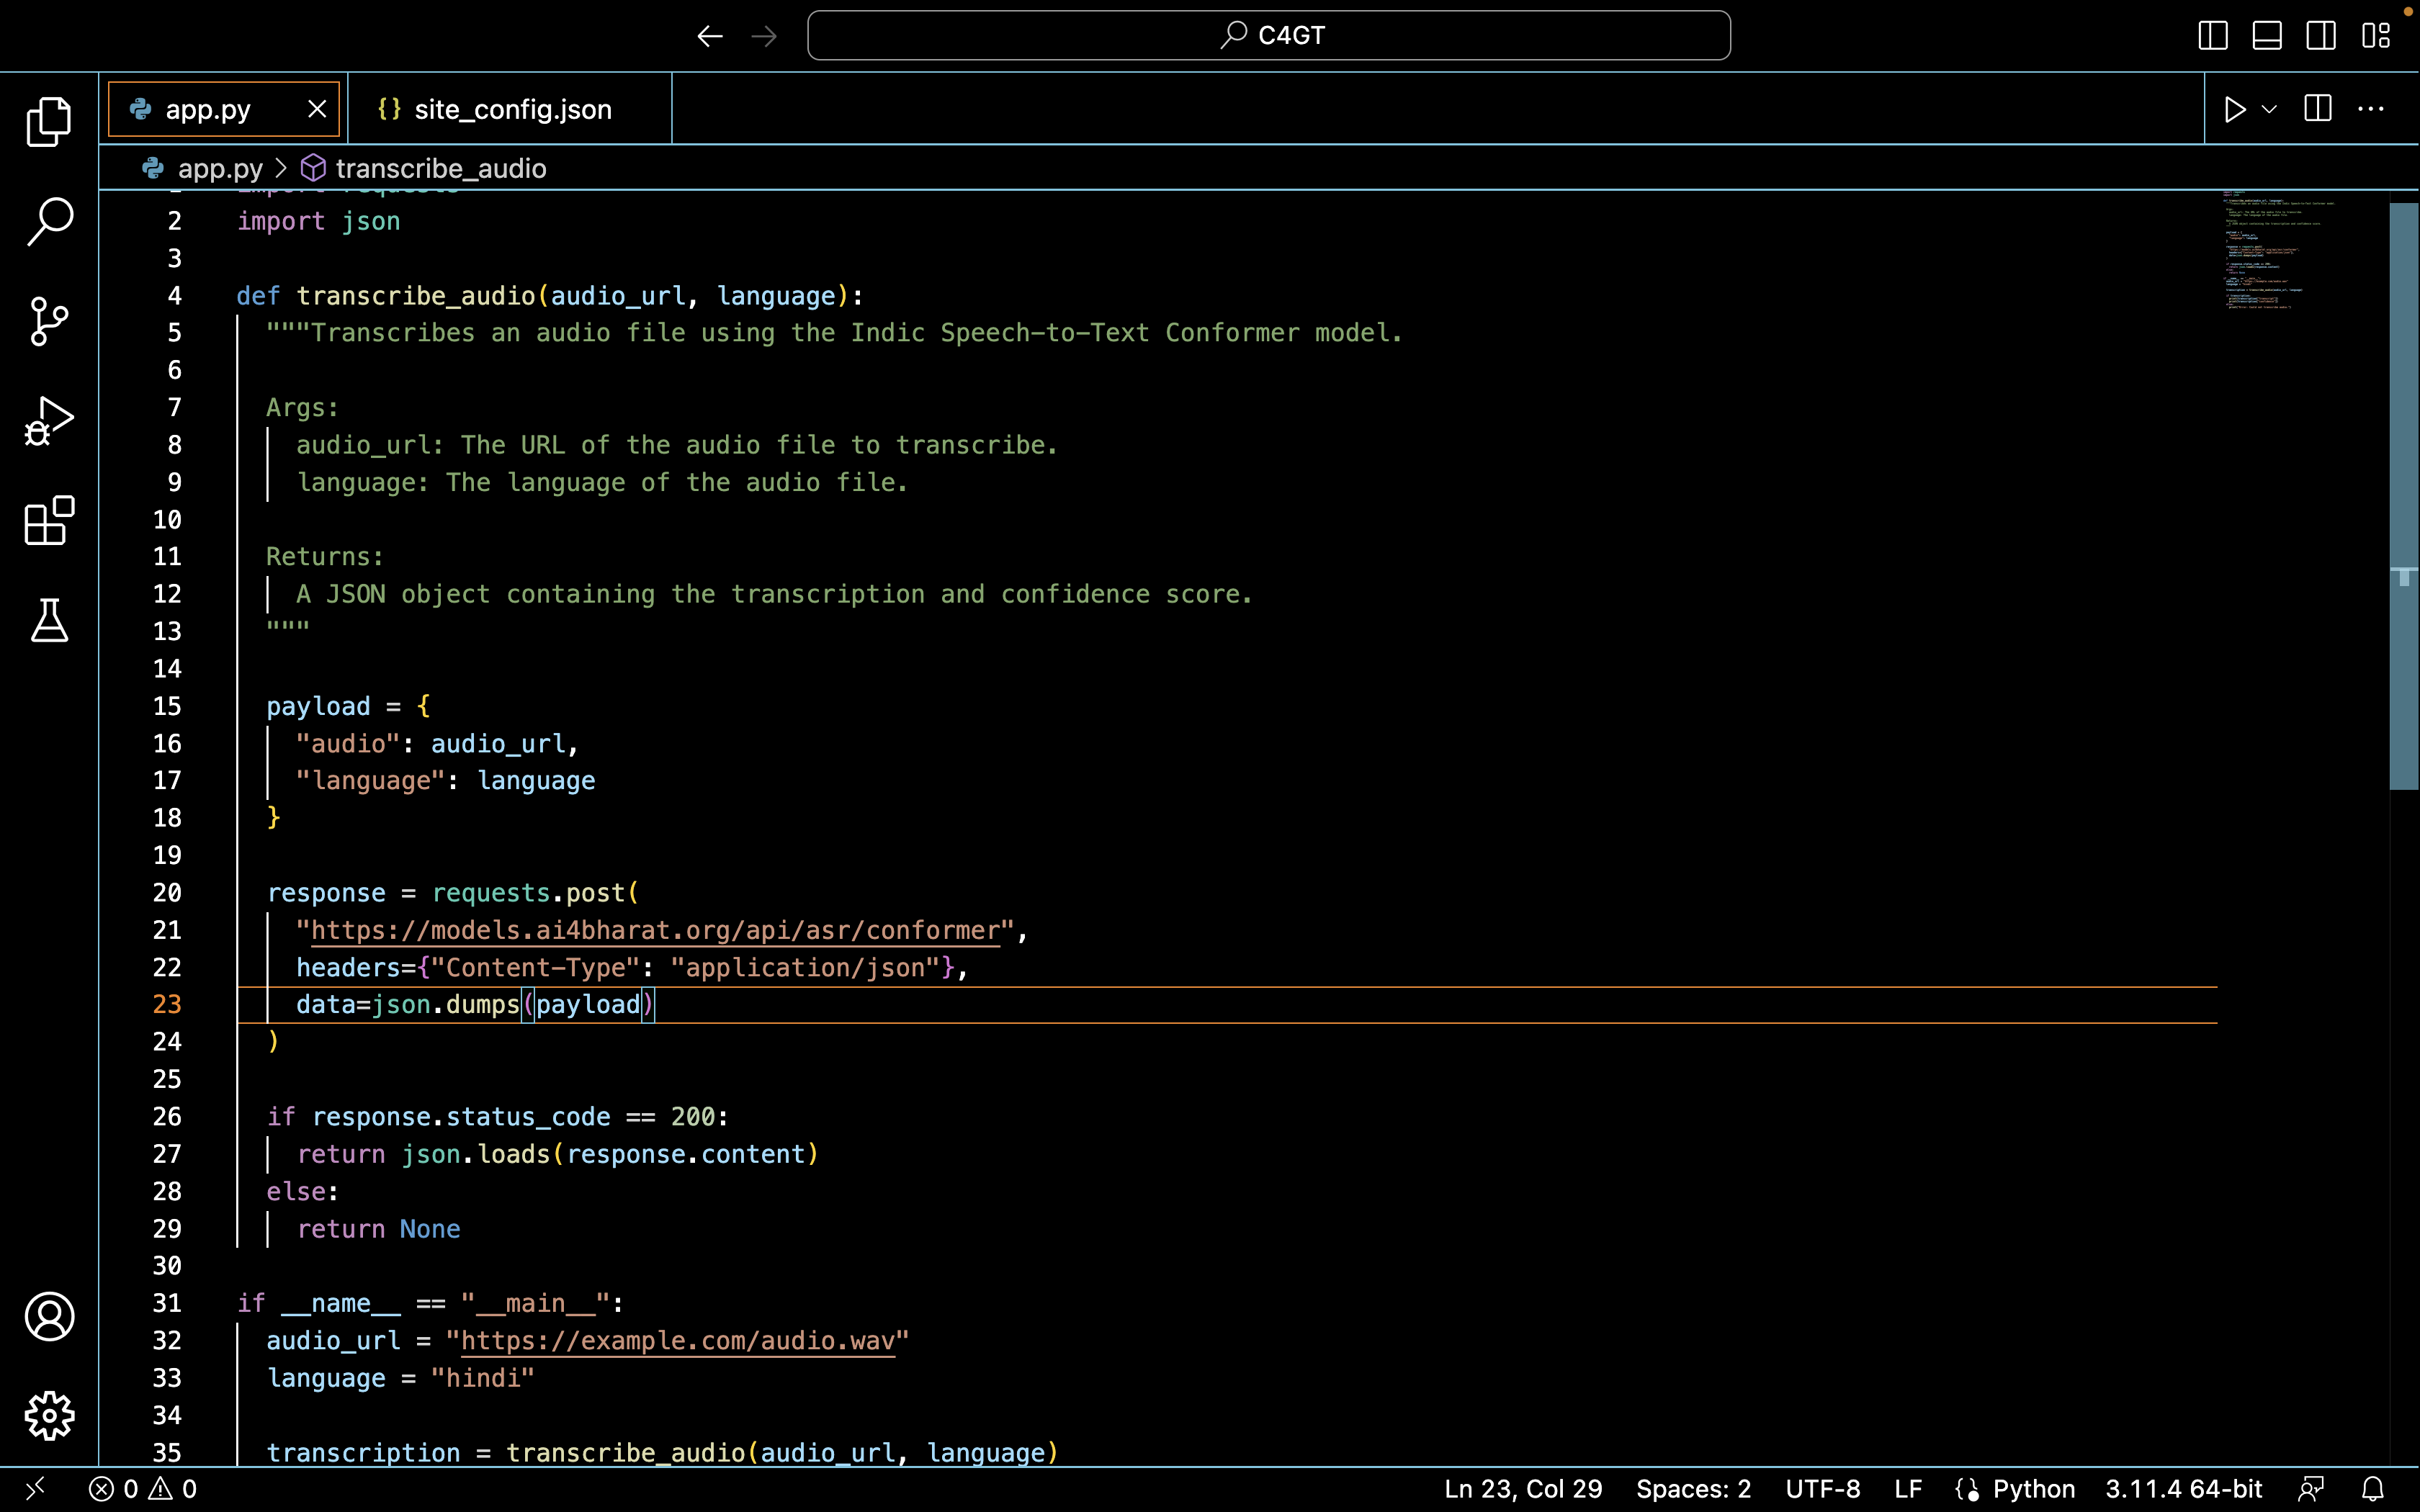 C4GT
app.py
{} site_config.json
app.py > transcribe_audio
2 import json
3
4 def transcribe_audio(audio_url, language):
5   """Transcribes an audio file using the Indic Speech-to-Text Conformer model.
6
7   Args:
8     audio_url: The URL of the audio file to transcribe.
9     language: The language of the audio file.
10
11   Returns:
12     A JSON object containing the transcription and confidence score.
13   """
14
15   payload = {
16     "audio": audio_url,
17     "language": language
18   }
19
20   response = requests.post(
21     "https://models.ai4bharat.org/api/asr/conformer",
22     headers={"Content-Type": "application/json"},
23     data=json.dumps(payload)
24   )
25
26   if response.status_code == 200:
27     return json.loads(response.content)
28   else:
29     return None
30
31 if __name__ == "__main__":
32   audio_url = "https://example.com/audio.wav"
33   language = "hindi"
34
35   transcription = transcribe_audio(audio_url, language)
0 0 Ln 23, Col 29 Spaces: 2 UTF-8 LF Python 3.11.4 64-bit